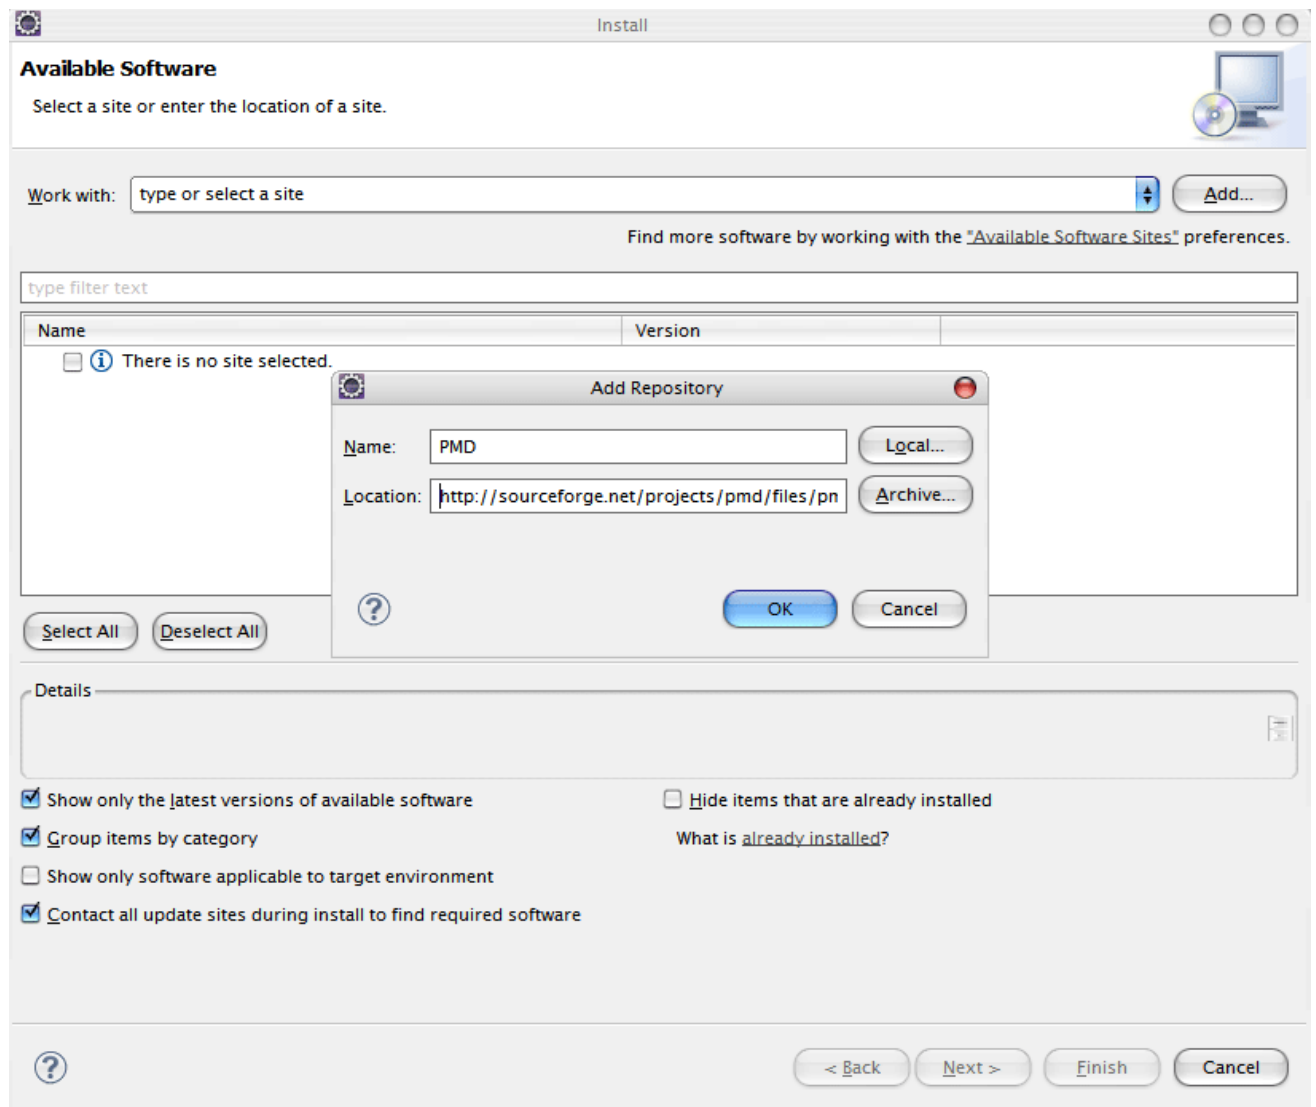 Install
Available Software
Select a site or enter the location of a site.
Work with: type or select a site Add...
Find more software by working with the "Available Software Sites" preferences.
type filter text
Name Version
There is no site selected.
Add Repository
Name: PMD Local...
Location: http://sourceforge.net/projects/pmd/files/pm Archive...
? OK Cancel
Select All Deselect All
Details
Show only the latest versions of available software Hide items that are already installed
Group items by category What is already installed?
Show only software applicable to target environment
Contact all update sites during install to find required software
? < Back Next > Finish Cancel